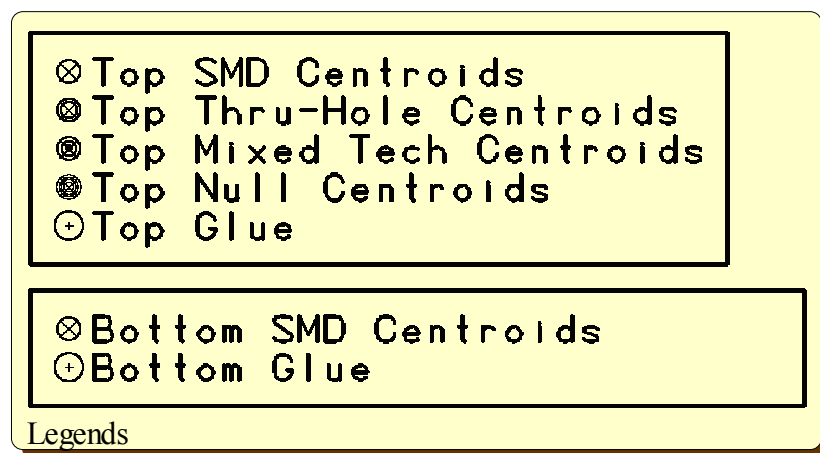 Top SMD Centroids
Top Thru-Hole Centroids
Top Mixed Tech Centroids
Top Null Centroids
Top Glue
Bottom SMD Centroids
Bottom Glue
Legends